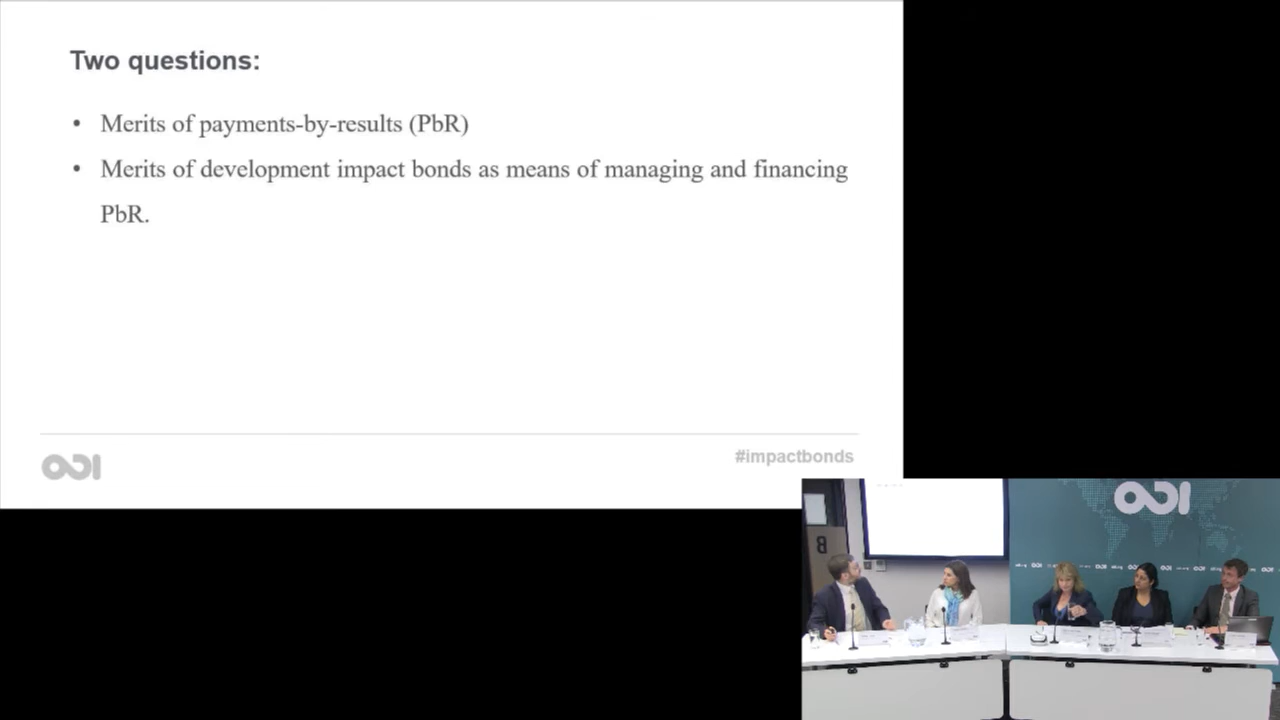 Two questions:
• Merits of payments-by-results (PbR)
• Merits of development impact bonds as means of managing and financing
PbR.
ODI
#impactbonds
ODI
B